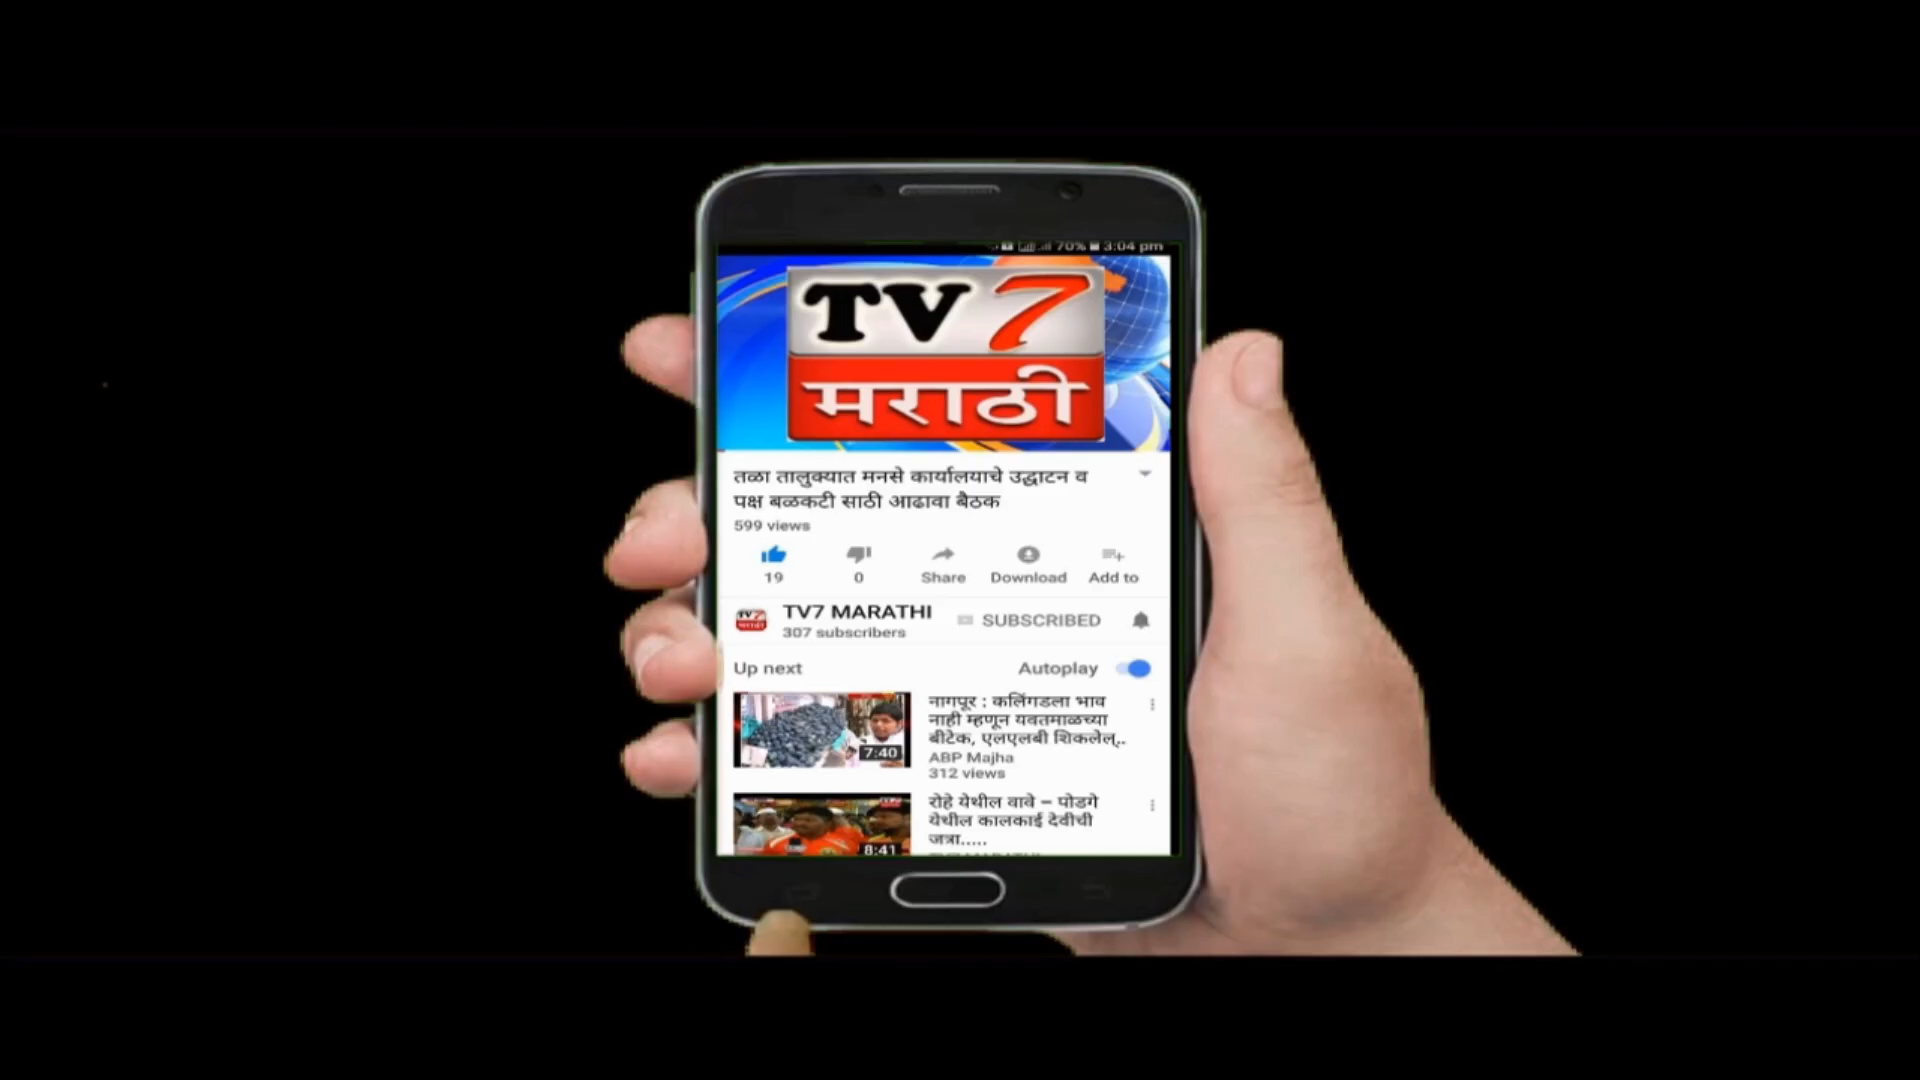 70% 3:04 pm
TV 7
मराठी
तळा तालुक्यात मनसे कार्यालयाचे उद्घाटन व
पक्ष बळकटी साठी आढावा बैठक
599 views
19
0
Share
Download
Add to
TV7 MARATHI
307 subscribers
SUBSCRIBED
Up next
Autoplay
नागपूर : कलिंगडला भाव
नाही म्हणून यवतमाळच्या
बीटेक, एलएलबी शिकलेल्..
ABP Majha
312 views
7:40
रोहे येथील वावे – पोडगे
येथील कालकाई देवीची
जत्रा.....
8:41